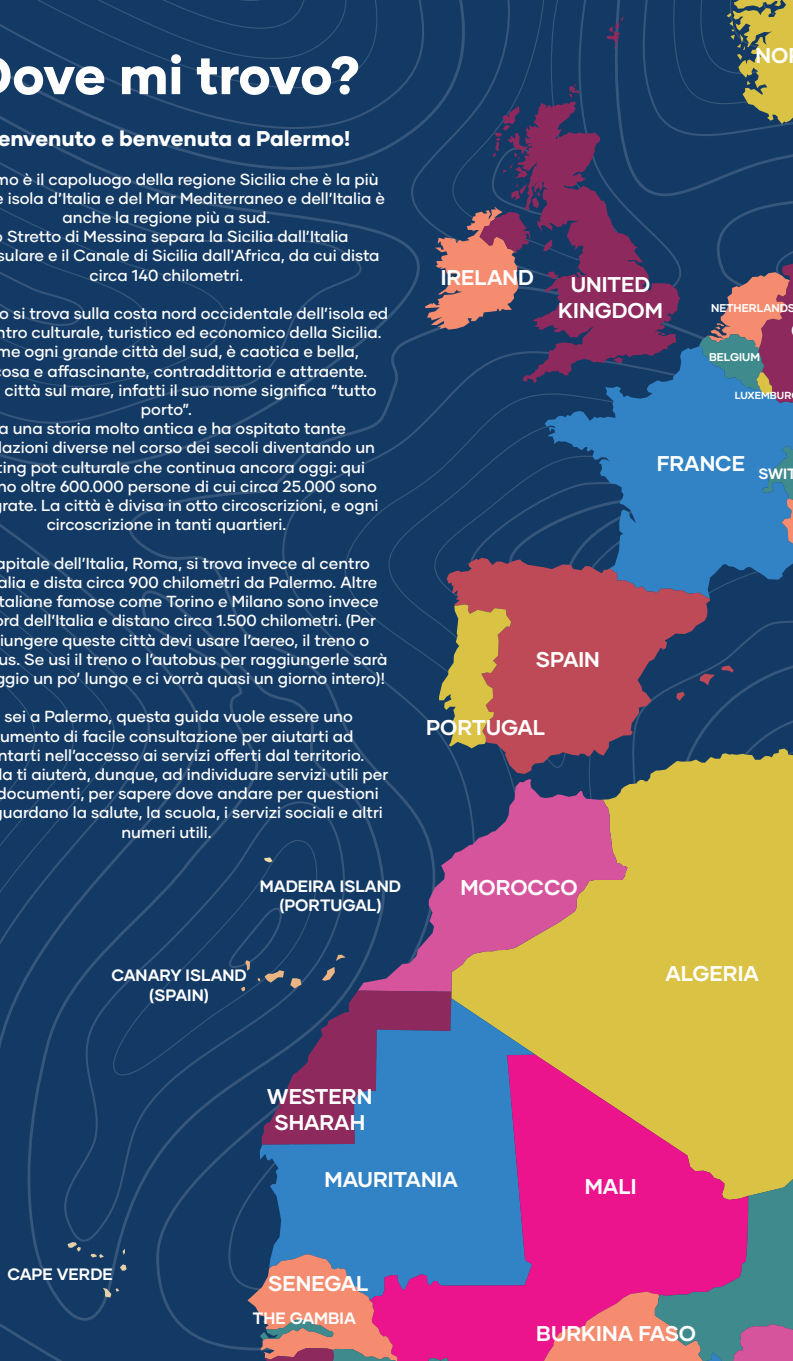 Dove mi trovo?
envenuto e benvenuta a Palermo!
mo è il capoluogo della regione Sicilia che è la più
e isola d’Italia e del Mar Mediterraneo e dell’Italia è
anche la regione più a sud.
o Stretto di Messina separa la Sicilia dall’Italia
sulare e il Canale di Sicilia dall'Africa, da cui dista
circa 140 chilometri.
o si trova sulla costa nord occidentale dell’isola ed
ntro culturale, turistico ed economico della Sicilia.
me ogni grande città del sud, è caotica e bella,
cosa e affascinante, contraddittoria e attraente.
città sul mare, infatti il suo nome significa “tutto
porto”.
a una storia molto antica e ha ospitato tante
lazioni diverse nel corso dei secoli diventando un
ting pot culturale che continua ancora oggi: qui
no oltre 600.000 persone di cui circa 25.000 sono
grate. La città è divisa in otto circoscrizioni, e ogni
circoscrizione in tanti quartieri.
apitale dell’Italia, Roma, si trova invece al centro
alia e dista circa 900 chilometri da Palermo. Altre
italiane famose come Torino e Milano sono invece
ord dell’Italia e distano circa 1.500 chilometri. (Per
iungere queste città devi usare l’aereo, il treno o
us. Se usi il treno o l’autobus per raggiungerle sarà
ggio un po’ lungo e ci vorrà quasi un giorno intero)!
sei a Palermo, questa guida vuole essere uno
umento di facile consultazione per aiutarti ad
ntarti nell’accesso ai servizi offerti dal territorio.
da ti aiuterà, dunque, ad individuare servizi utili per
documenti, per sapere dove andare per questioni
guardano la salute, la scuola, i servizi sociali e altri
numeri utili.
NOR
IRELAND
UNITED
KINGDOM
NETHERLANDS
BELGIUM
LUXEMBURG
FRANCE
SWIT
SPAIN
PORTUGAL
MADEIRA ISLAND
(PORTUGAL)
MOROCCO
CANARY ISLAND
(SPAIN)
ALGERIA
WESTERN
SHARAH
MAURITANIA
MALI
CAPE VERDE
SENEGAL
THE GAMBIA
BURKINA FASO